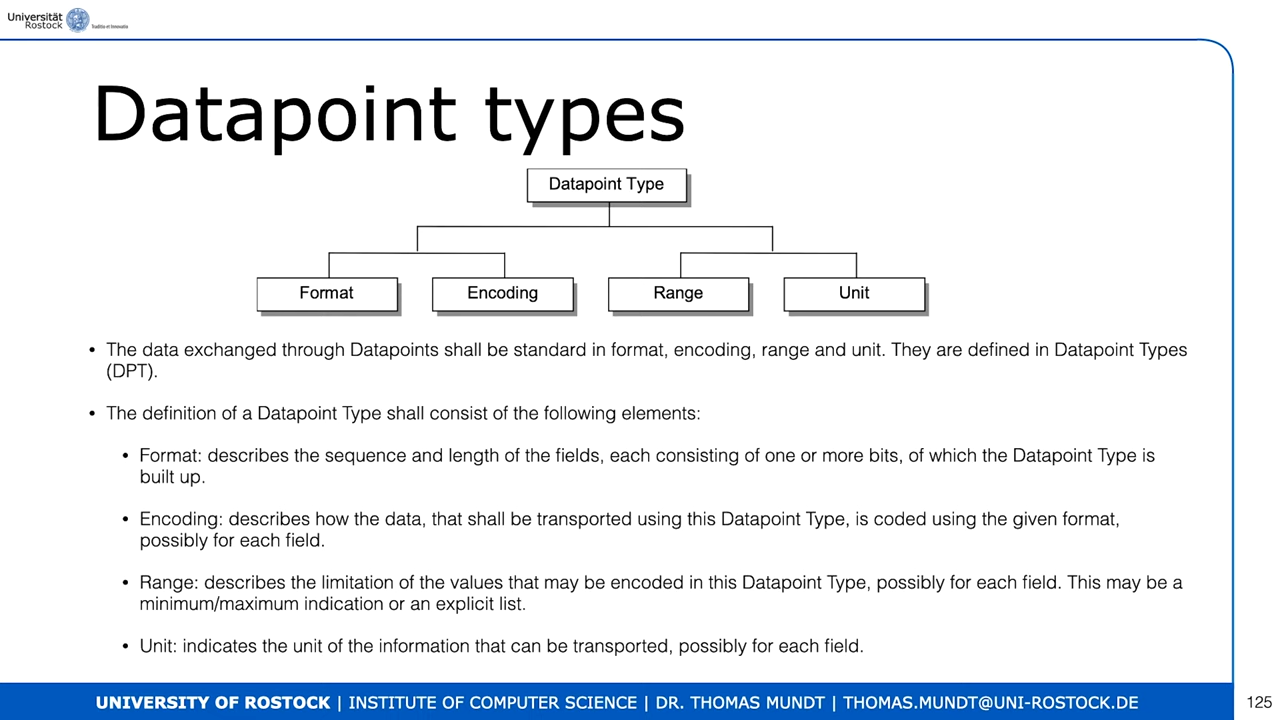 Universität
Rostock
Traditio et Innovatio
Datapoint types
Datapoint Type
Format
Encoding
Range
Unit
• The data exchanged through Datapoints shall be standard in format, encoding, range and unit. They are defined in Datapoint Types
(DPT).
• The definition of a Datapoint Type shall consist of the following elements:
• Format: describes the sequence and length of the fields, each consisting of one or more bits, of which the Datapoint Type is
built up.
• Encoding: describes how the data, that shall be transported using this Datapoint Type, is coded using the given format,
possibly for each field.
• Range: describes the limitation of the values that may be encoded in this Datapoint Type, possibly for each field. This may be a
minimum/maximum indication or an explicit list.
• Unit: indicates the unit of the information that can be transported, possibly for each field.
UNIVERSITY OF ROSTOCK | INSTITUTE OF COMPUTER SCIENCE | DR. THOMAS MUNDT | THOMAS.MUNDT@UNI-ROSTOCK.DE
125